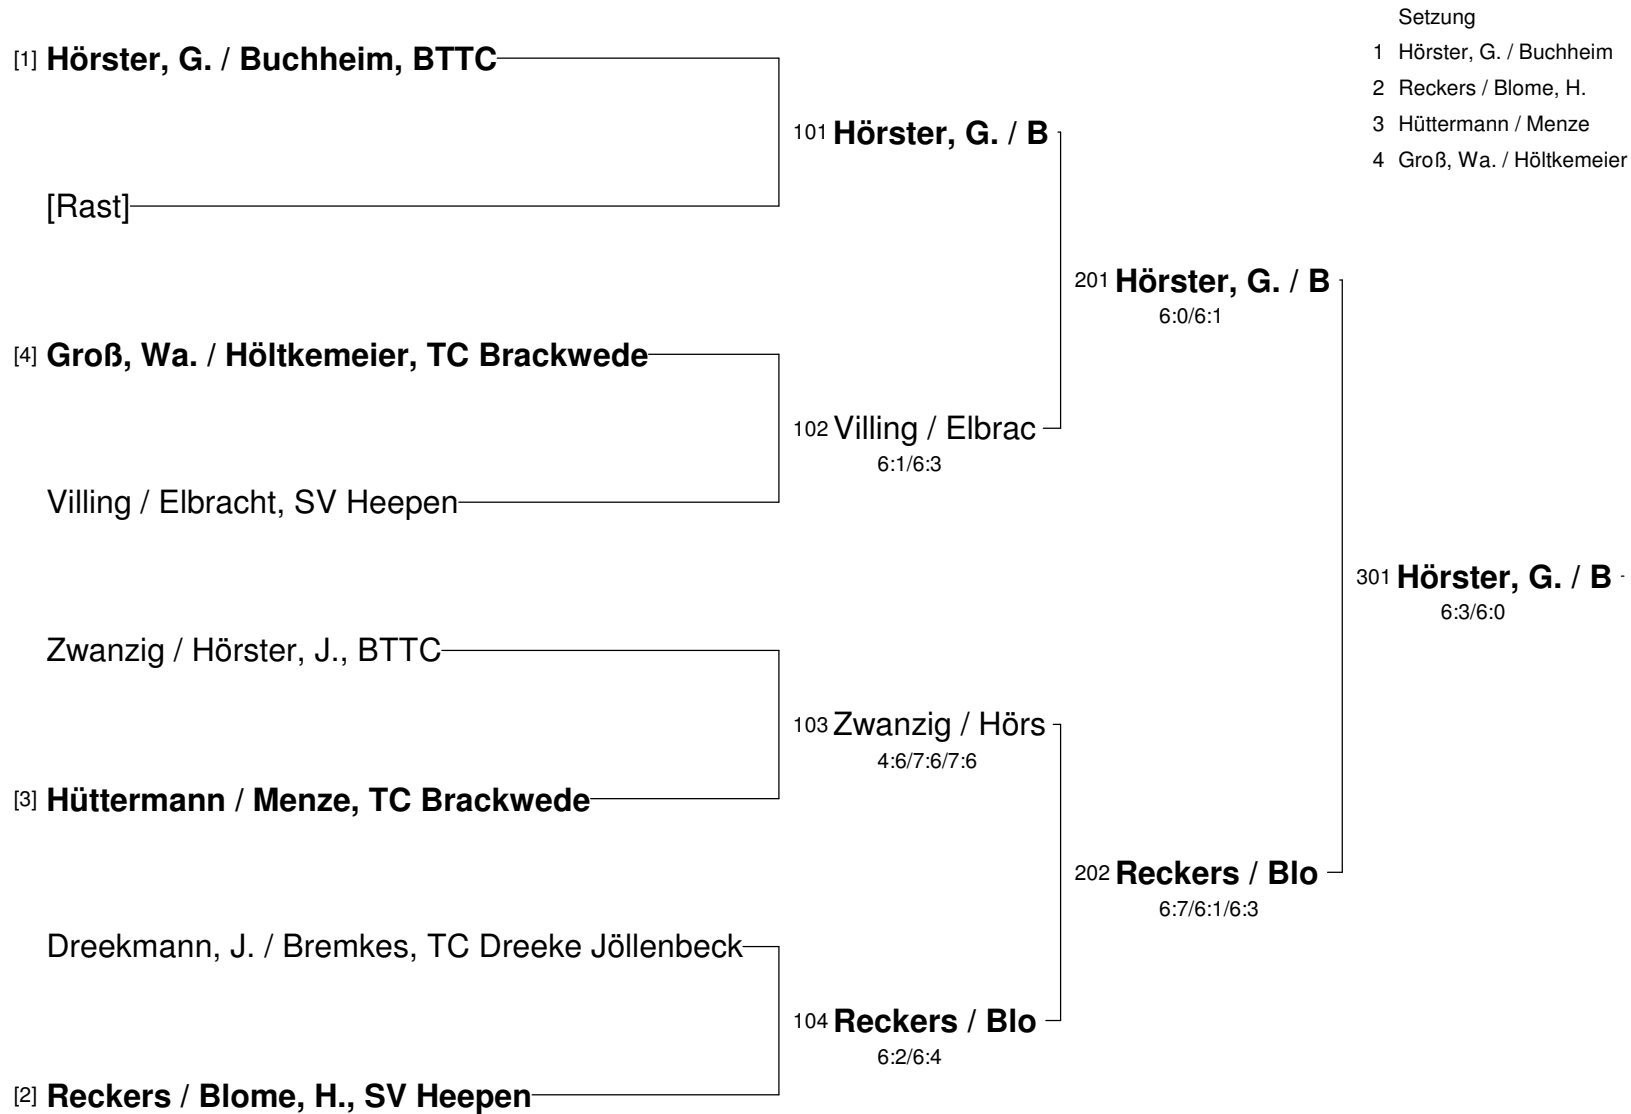 Setzung
1 Hörster, G. / Buchheim
2 Reckers / Blome, H.
3 Hüttermann / Menze
4 Groß, Wa. / Höltkemeier
[1] Hörster, G. / Buchheim, BTTC
101 Hörster, G. / B
[Rast]
201 Hörster, G. / B
6:0/6:1
[4] Groß, Wa. / Höltkemeier, TC Brackwede
102 Villing / Elbrac
6:1/6:3
Villing / Elbracht, SV Heepen
301 Hörster, G. / B
6:3/6:0
Zwanzig / Hörster, J., BTTC
103 Zwanzig / Hörs
4:6/7:6/7:6
[3] Hüttermann / Menze, TC Brackwede
202 Reckers / Blo
6:7/6:1/6:3
Dreekmann, J. / Bremkes, TC Dreeke Jöllenbeck
104 Reckers / Blo
6:2/6:4
[2] Reckers / Blome, H., SV Heepen